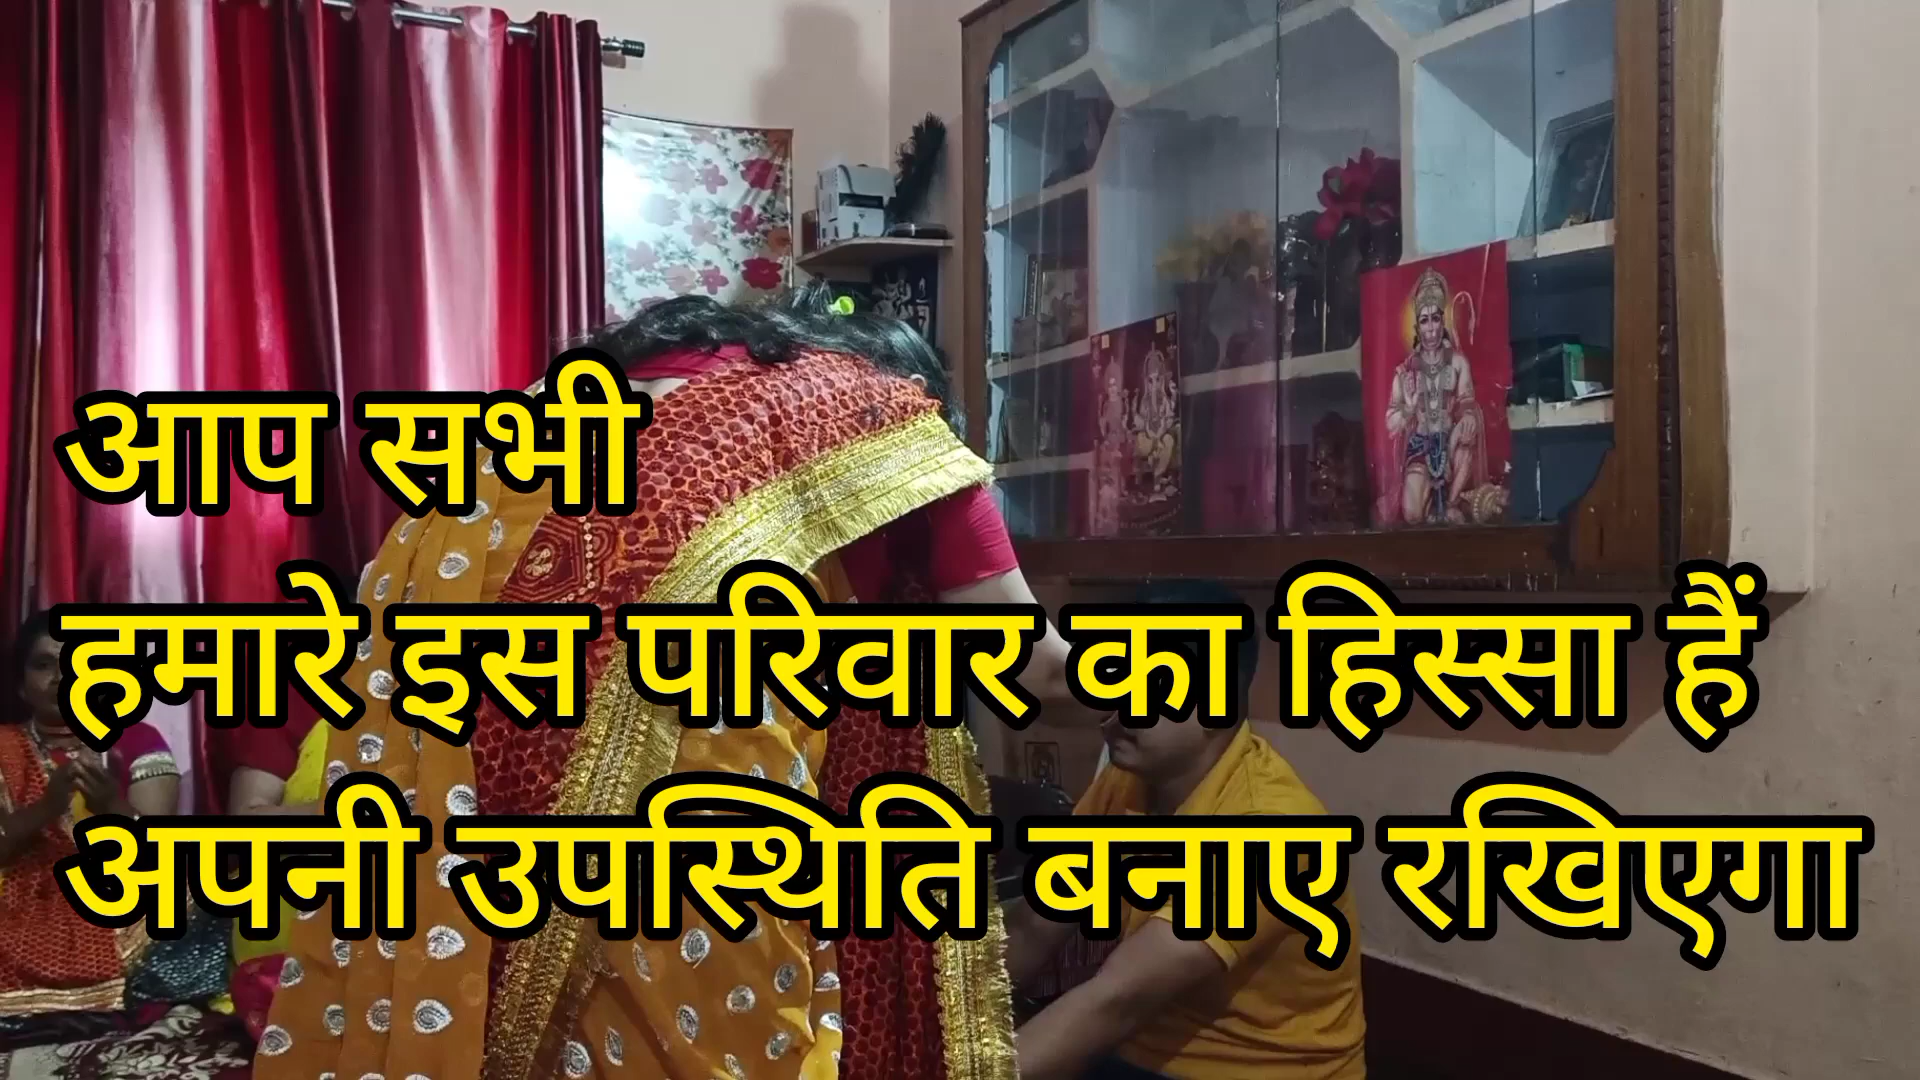 आप सभी
हमारे इस परिवार का हिस्सा हैं
अपनी उपस्थिति बनाए रखिएगा